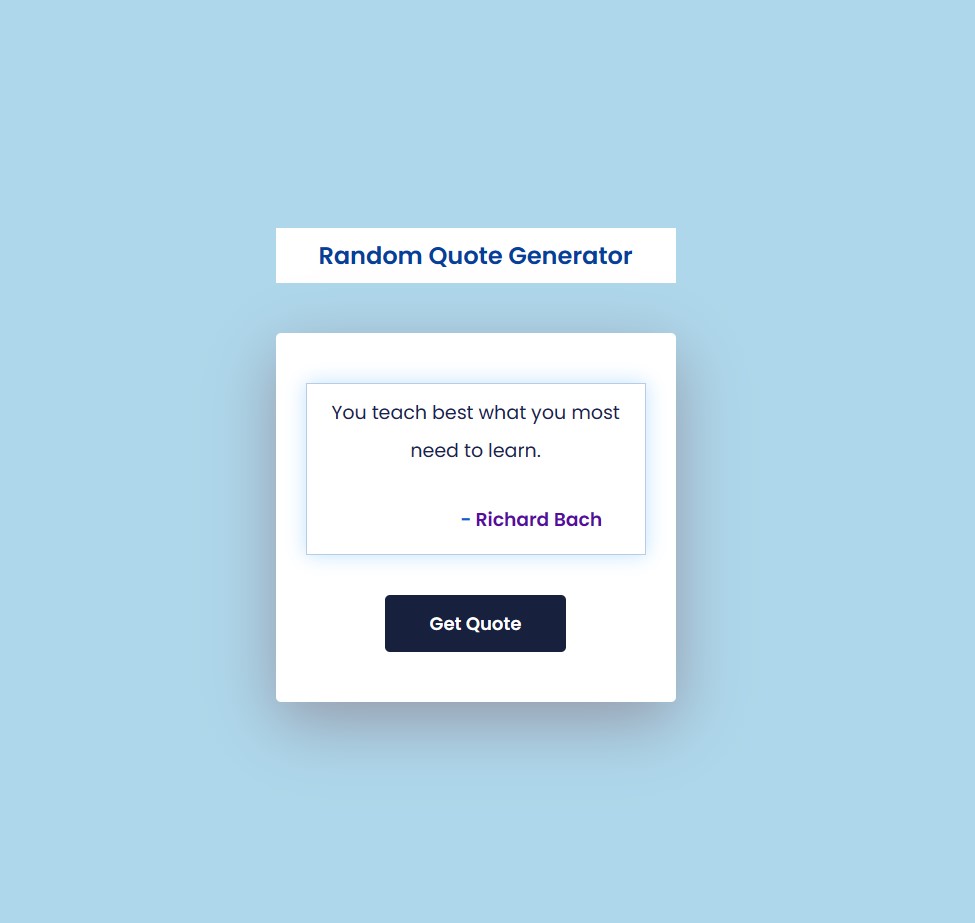 Random Quote Generator
You teach best what you most
need to learn.
- Richard Bach
Get Quote